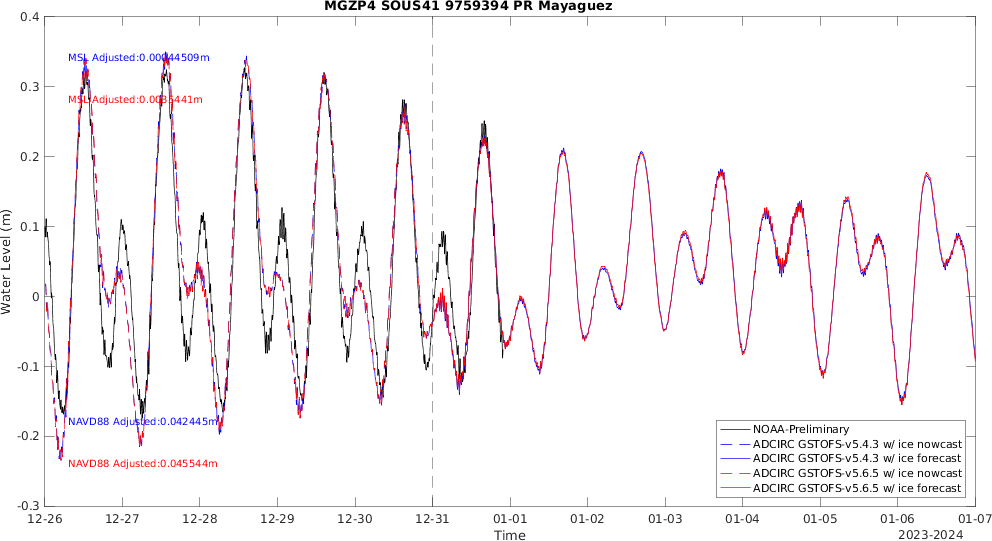 MGZP4 SOUS41 9759394 PR Mayaguez
0.4
0.3
0.2
0.1
0
-0.1
-0.2
-0.3
Water Level (m)
MSL Adjusted:0.00044509m
MSL Adjusted:0.0035441m
NAVD88 Adjusted:0.042445m
NAVD88 Adjusted:0.045544m
NOAA-Preliminary
ADCIRC GSTOFS-v5.4.3 w/ ice nowcast
ADCIRC GSTOFS-v5.4.3 w/ ice forecast
ADCIRC GSTOFS-v5.6.5 w/ ice nowcast
ADCIRC GSTOFS-v5.6.5 w/ ice forecast
12-26 12-27 12-28 12-29 12-30 12-31 01-01 01-02 01-03 01-04 01-05 01-06 01-07
Time
2023-2024